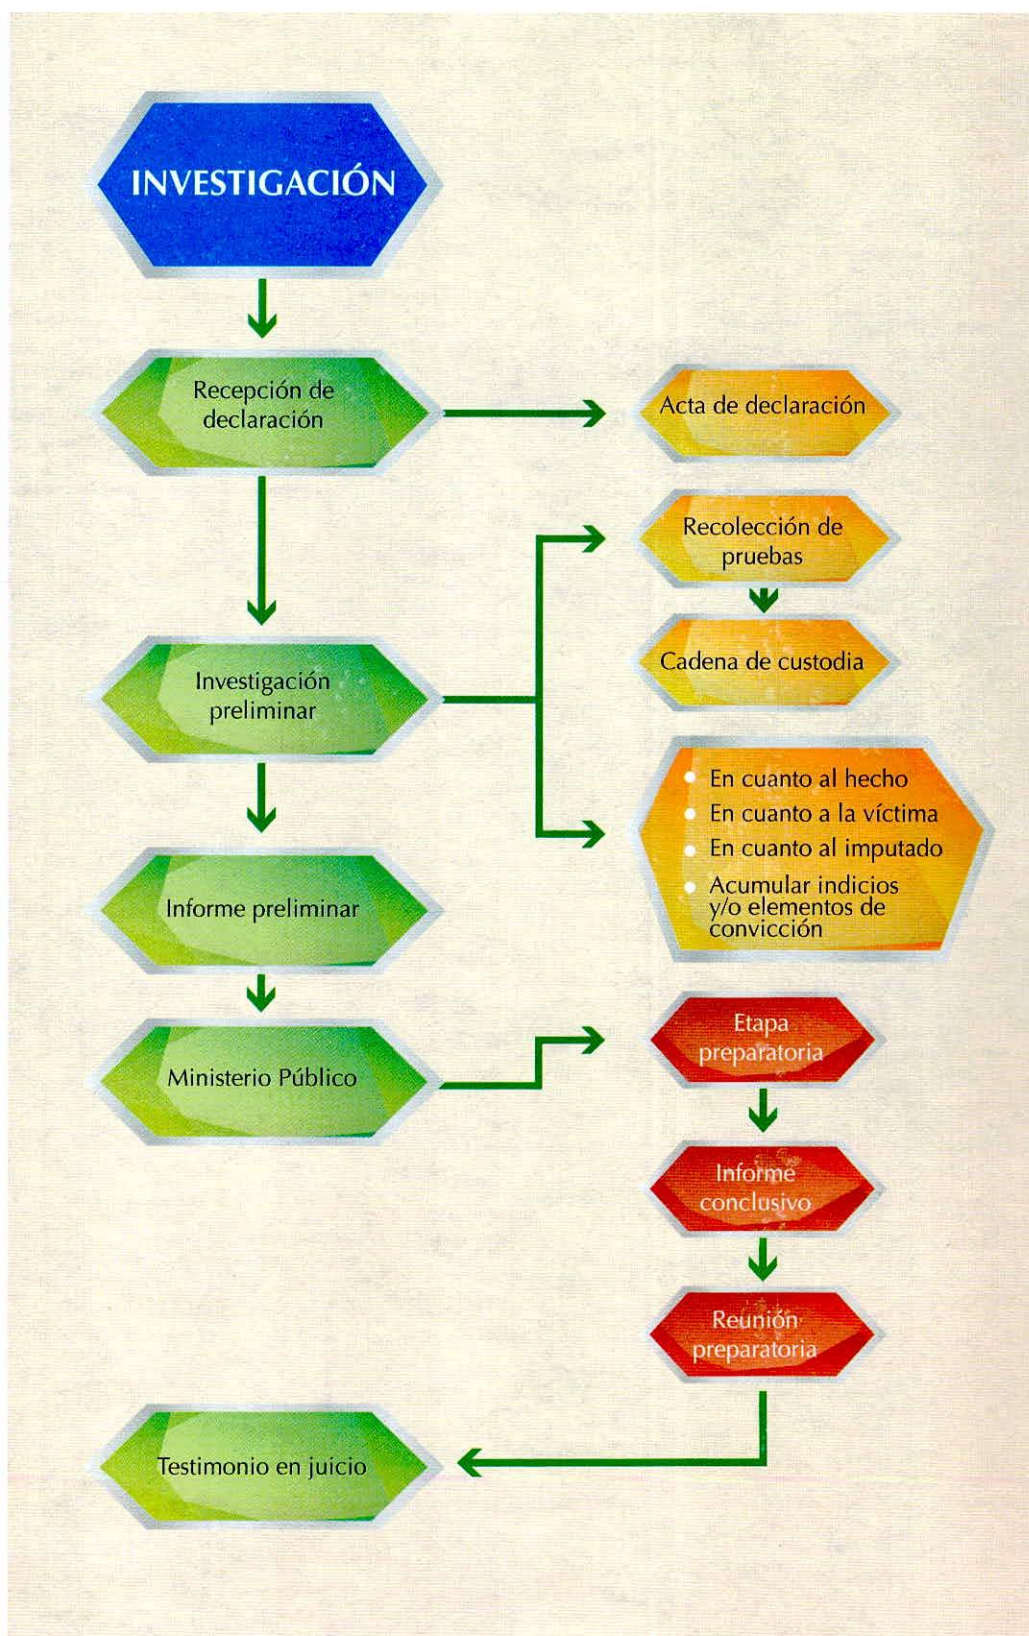 INVESTIGACIÓN
Recepción de
declaración
Acta de declaración
Recolección de
pruebas
Cadena de custodia
Investigación
preliminar
En cuanto al hecho
En cuanto a la víctima
En cuanto al imputado
Acumular indicios
y/o elementos de
convicción
Informe preliminar
Ministerio Público
Etapa
preparatoria
Informe
conclusivo
Reunión
preparatoria
Testimonio en juicio